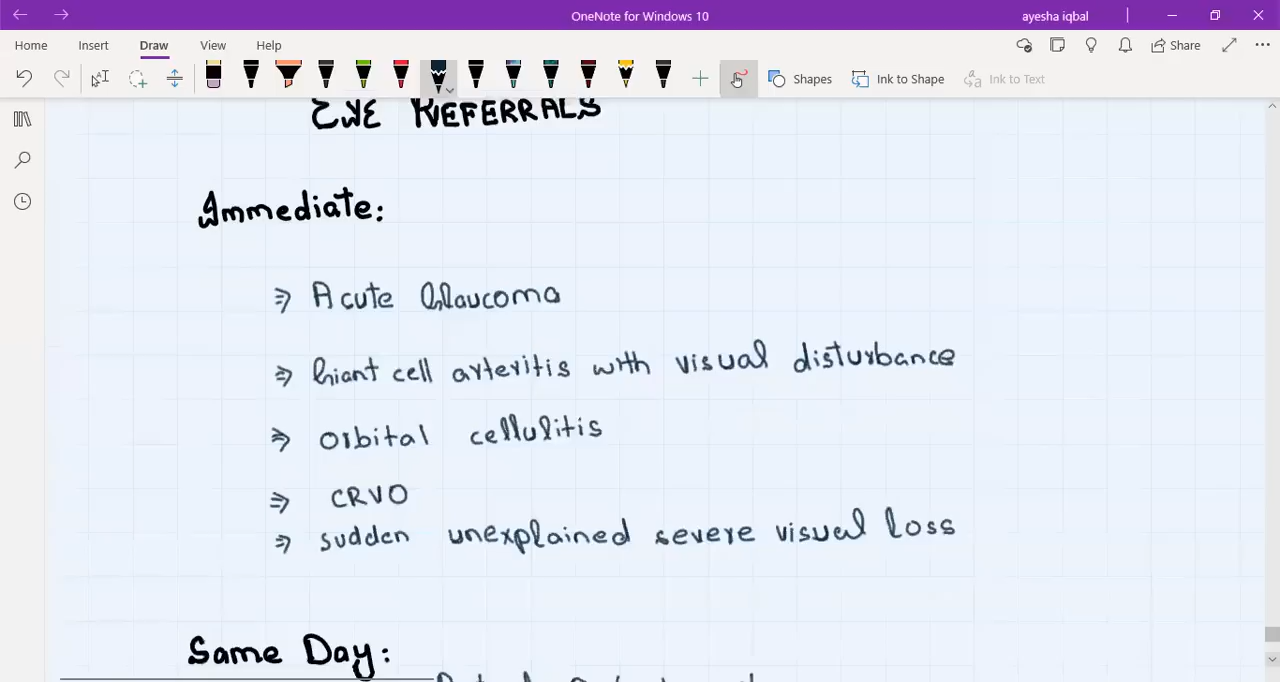 OneNote for Windows 10
ayesha iqbal
Home Insert Draw View Help
Share
Shapes
Ink to Shape
Ink to Text
EYE REFERRALS
Immediate:
⇒ Acute Glaucoma
⇒ Giant cell arteritis with visual disturbance
⇒ orbital cellulitis
⇒ CRVO
⇒ sudden unexplained severe visual loss
Same Day: